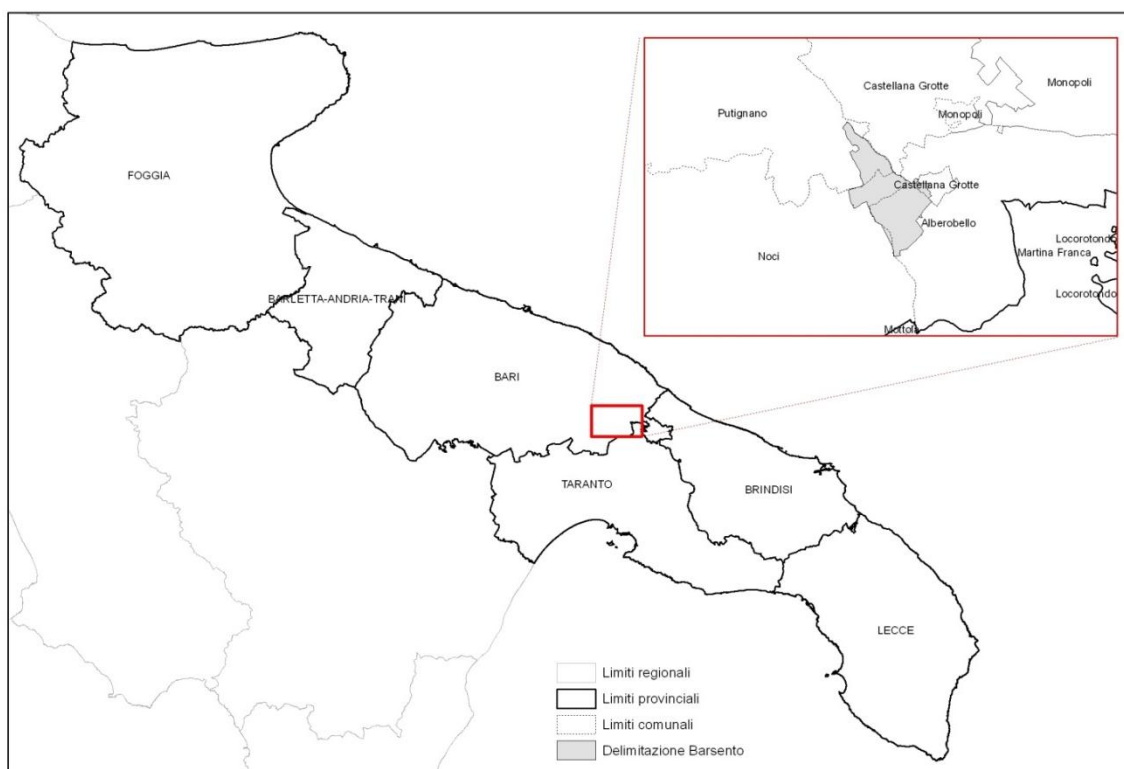 Castellana Grotte
Monopoli
Putignano
Monopoli
Castellana Grotte
Alberobello
Locorotondo
Martina Franca
Noci
Locorotondo
Mottola
FOGGIA
BARLETTA-ANDRIA-TRANI
BARI
TARANTO
BRINDISI
LECCE
Limiti regionali
Limiti provinciali
Limiti comunali
Delimitazione Barsento